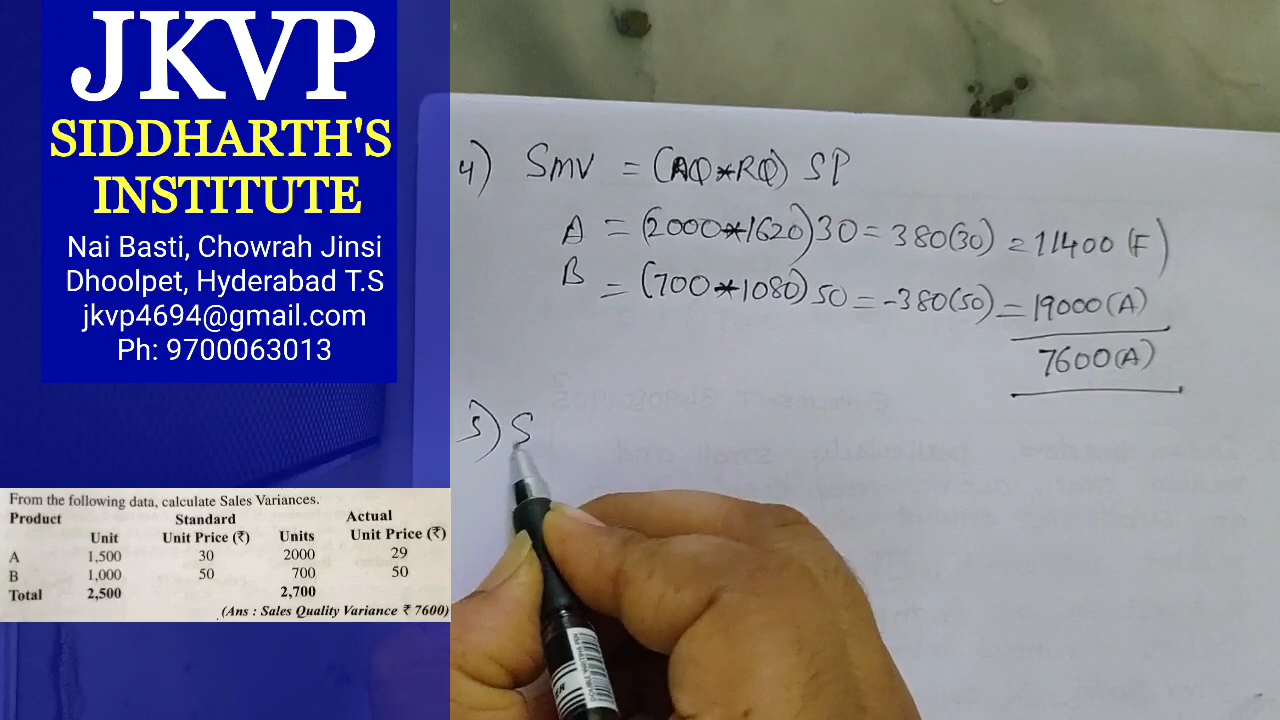 JKVP
SIDDHARTH'S
INSTITUTE
Nai Basti, Chowrah Jinsi
Dhoolpet, Hyderabad T.S
jkvp4694@gmail.com
Ph: 9700063013
From the following data, calculate Sales Variances.
Product Standard Actual
Unit Unit Price (₹) Units Unit Price (₹)
A 1,500 30 2000 29
B 1,000 50 700 50
Total 2,500 2,700
(Ans : Sales Quality Variance ₹ 7600)
4) SMV = (AQ*RQ) SP
A = (2000*1620)30 = 380(30) = 11400 (F)
B = (700*1080)50 = -380(50) = 19000(A)
7600(A)
5) S